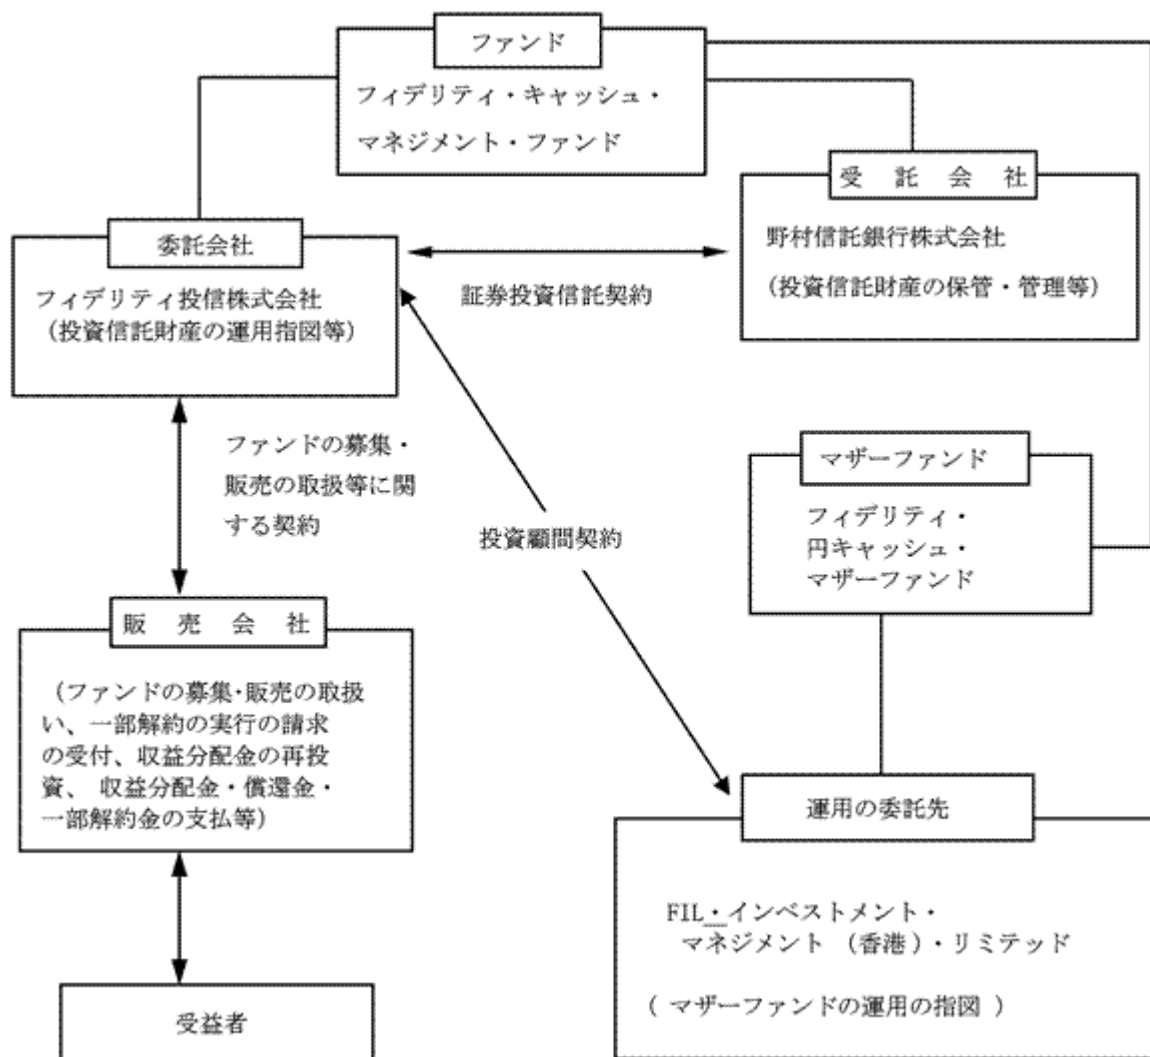 ファンド
フィデリティ・キャッシュ・
マネジメント・ファンド
受託会社
野村信託銀行株式会社
(投資信託財産の保管・管理等)
委託会社
フィデリティ投信株式会社
(投資信託財産の運用指図等)
証券投資信託契約
ファンドの募集・
販売の取扱等に関
する契約
投資顧問契約
マザーファンド
フィデリティ・
円キャッシュ・
マザーファンド
販売会社
(ファンドの募集・販売の取扱
い、一部解約の実行の請求
の受付、収益分配金の再投
資、 収益分配金・償還金・
一部解約金の支払等)
運用の委託先
FIL・インベストメント・
マネジメント (香港)・リミテッド
( マザーファンドの運用の指図 )
受益者